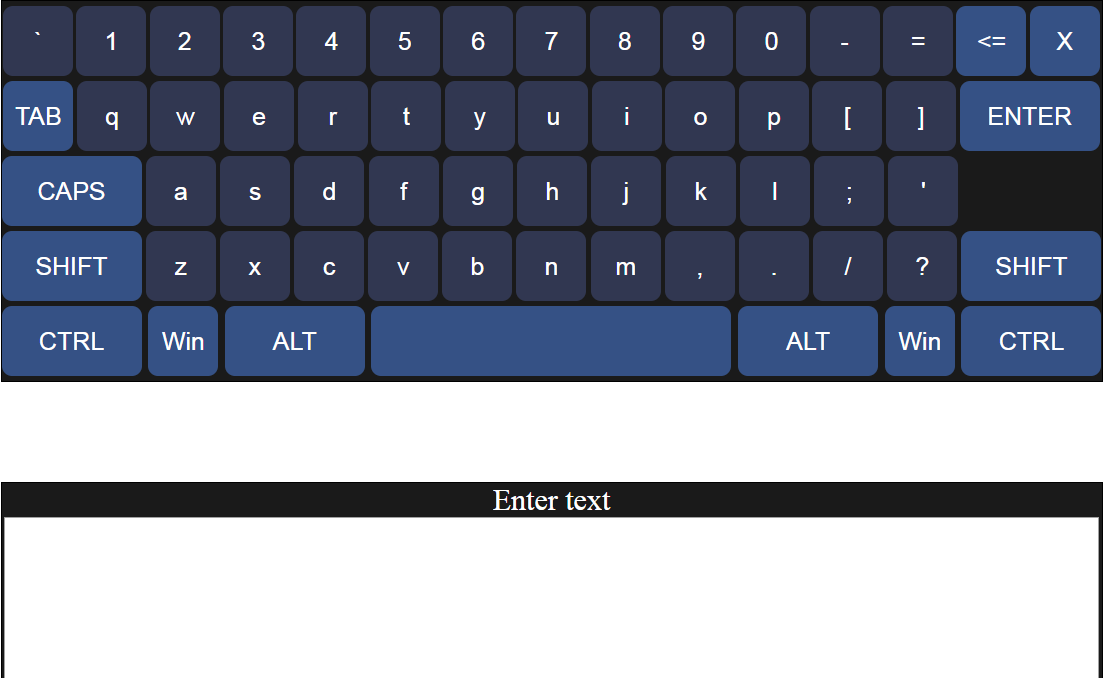 ` 1 2 3 4 5 6 7 8 9 0 - = <= X
TAB q w e r t y u i o p [ ] ENTER
CAPS a s d f g h j k l ; '
SHIFT z x c v b n m , . / ? SHIFT
CTRL Win ALT ALT Win CTRL
Enter text